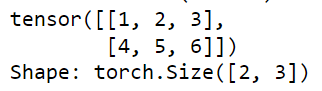 tensor([[1, 2, 3],
        [4, 5, 6]])
Shape: torch.Size([2, 3])